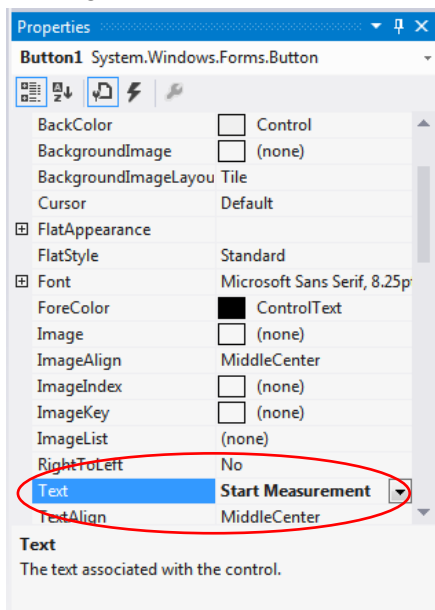 Properties
Button1 System.Windows.Forms.Button
BackColor Control
BackgroundImage (none)
BackgroundImageLayou Tile
Cursor Default
FlatAppearance
FlatStyle Standard
Font Microsoft Sans Serif, 8.25p
ForeColor ControlText
Image (none)
ImageAlign MiddleCenter
ImageIndex (none)
ImageKey (none)
ImageList (none)
RightToLeft No
Text Start Measurement
TextAlign MiddleCenter
Text
The text associated with the control.